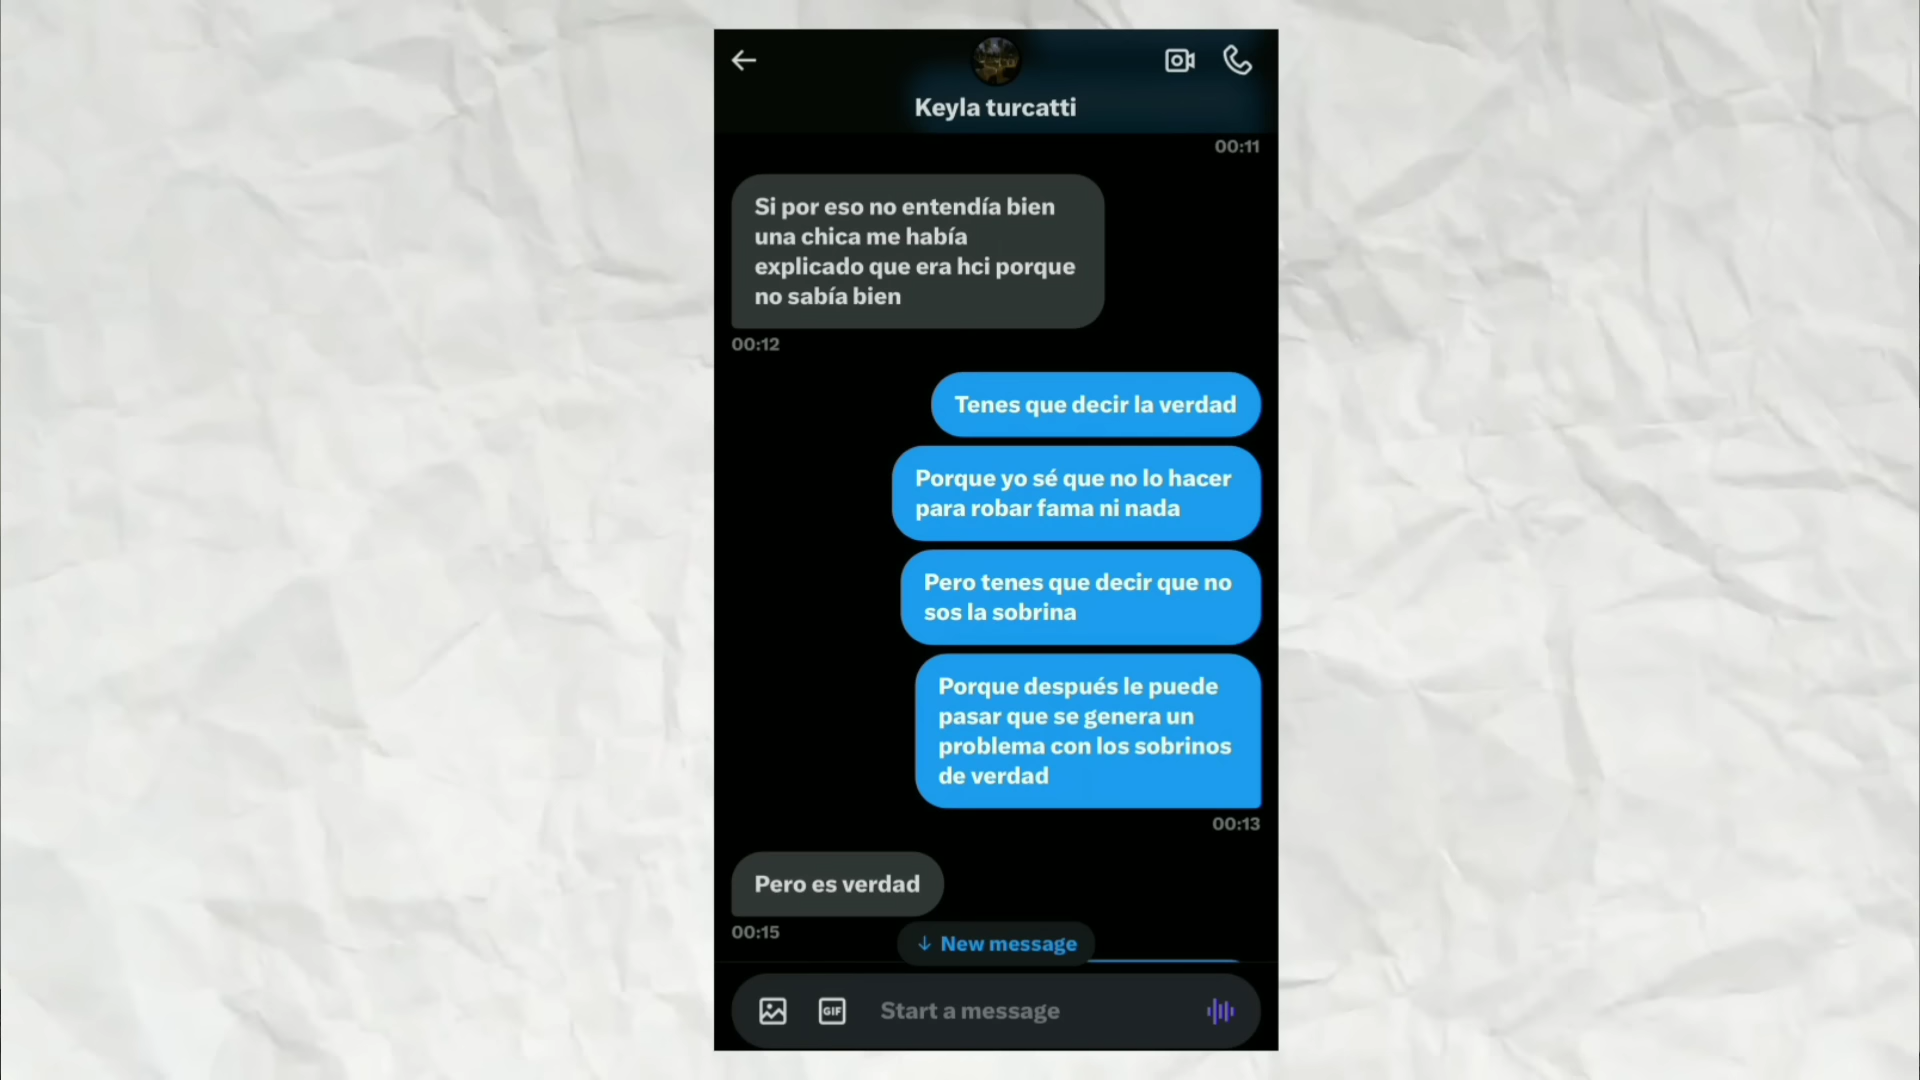 Keyla turcatti
00:11
Si por eso no entendía bien
una chica me había
explicado que era hci porque
no sabía bien
00:12
Tenes que decir la verdad
Porque yo sé que no lo hacer
para robar fama ni nada
Pero tenes que decir que no
sos la sobrina
Porque después le puede
pasar que se genera un
problema con los sobrinos
de verdad
00:13
Pero es verdad
00:15
↓ New message
GIF
Start a message